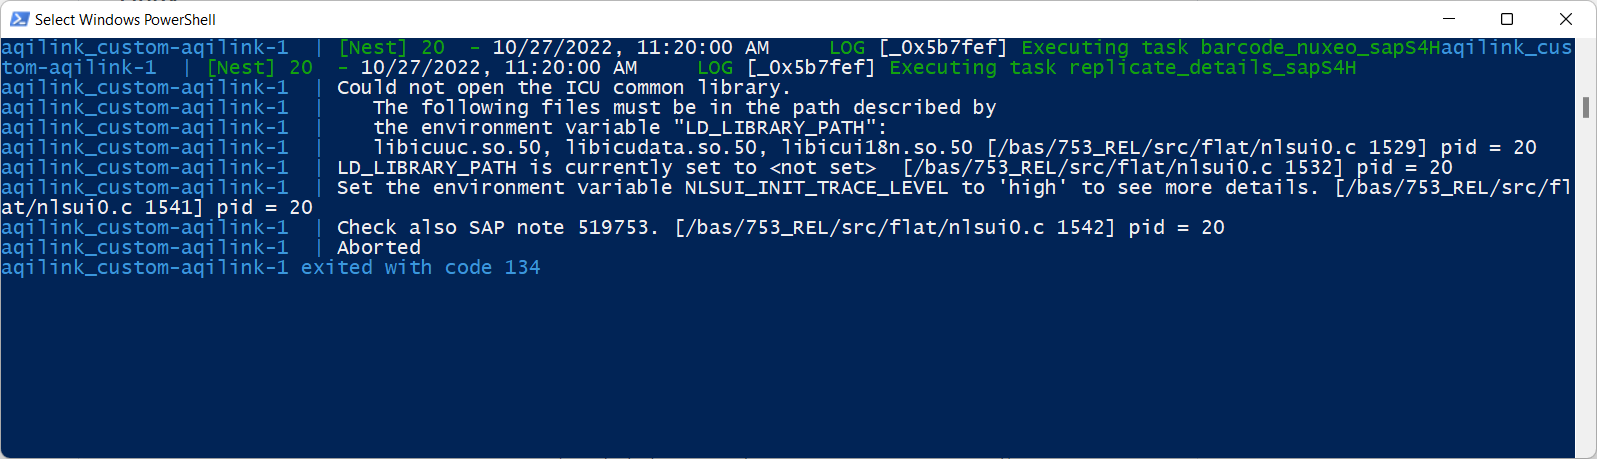 Select Windows PowerShell
aqilink_custom-aqilink-1  | [Nest] 20  - 10/27/2022, 11:20:00 AM     LOG [_0x5b7fef] Executing task barcode_nuxeo_sapS4Haqilink_cus
tom-aqilink-1  | [Nest] 20  - 10/27/2022, 11:20:00 AM     LOG [_0x5b7fef] Executing task replicate_details_sapS4H
aqilink_custom-aqilink-1  | Could not open the ICU common library.
aqilink_custom-aqilink-1  |    The following files must be in the path described by
aqilink_custom-aqilink-1  |    the environment variable "LD_LIBRARY_PATH":
aqilink_custom-aqilink-1  |    libicuuc.so.50, libicudata.so.50, libicui18n.so.50 [/bas/753_REL/src/flat/nlsui0.c 1529] pid = 20
aqilink_custom-aqilink-1  | LD_LIBRARY_PATH is currently set to <not set>  [/bas/753_REL/src/flat/nlsui0.c 1532] pid = 20
aqilink_custom-aqilink-1  | Set the environment variable NLSUI_INIT_TRACE_LEVEL to 'high' to see more details. [/bas/753_REL/src/fl
at/nlsui0.c 1541] pid = 20
aqilink_custom-aqilink-1  | Check also SAP note 519753. [/bas/753_REL/src/flat/nlsui0.c 1542] pid = 20
aqilink_custom-aqilink-1  | Aborted
aqilink_custom-aqilink-1 exited with code 134